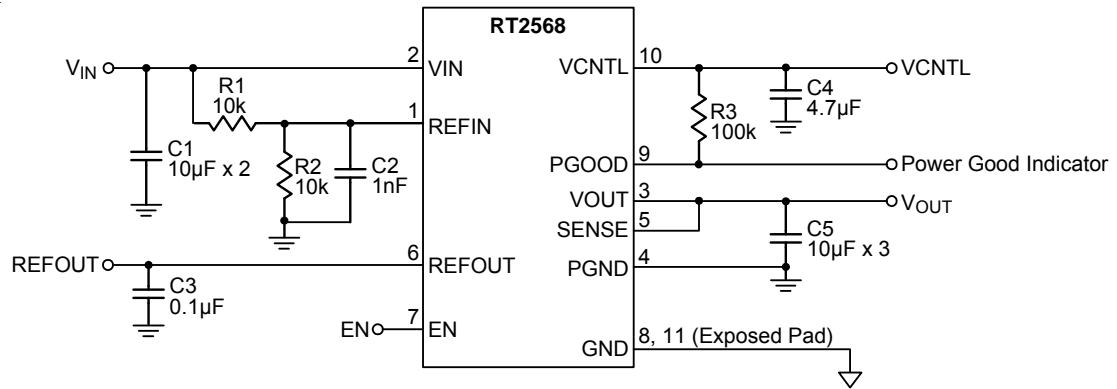 RT2568
VIN
2
VIN
R1
10k
1
REFIN
C1
10µF x 2
R2
10k
C2
1nF
REFOUT
6
REFOUT
C3
0.1µF
EN
7
EN
VCNTL
10
VCNTL
R3
100k
C4
4.7µF
PGOOD
9
Power Good Indicator
VOUT
3
VOUT
SENSE
5
C5
10µF x 3
PGND
4
GND
8, 11 (Exposed Pad)